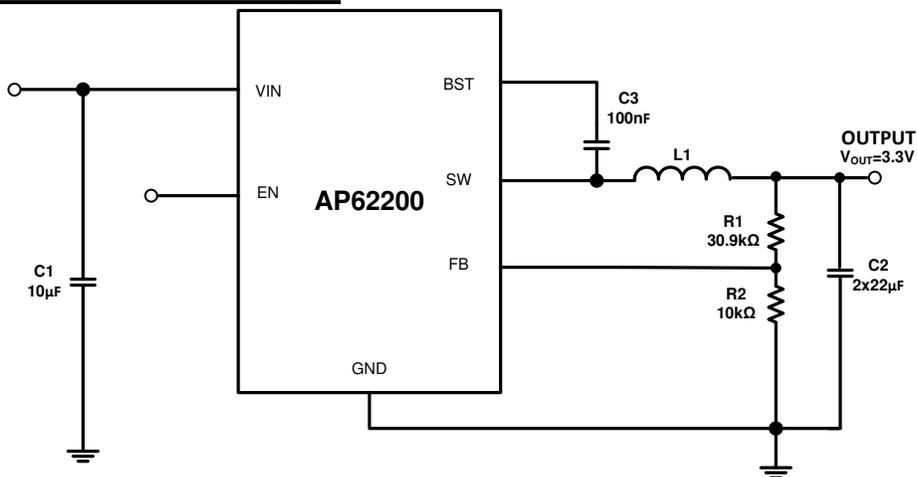 VIN
BST
C3
100nF
OUTPUT
VOUT=3.3V
L1
EN
AP62200
SW
R1
30.9kΩ
FB
C1
10µF
C2
2x22µF
R2
10kΩ
GND